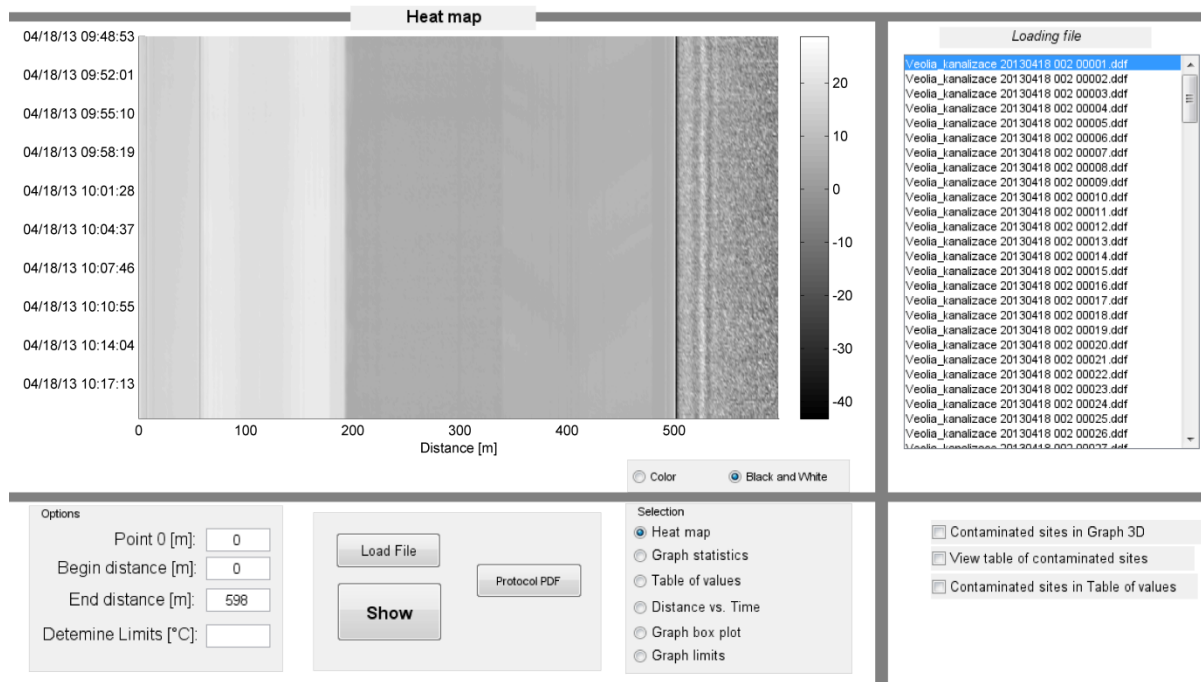 Heat map
04/18/13 09:48:53
04/18/13 09:52:01
04/18/13 09:55:10
04/18/13 09:58:19
04/18/13 10:01:28
04/18/13 10:04:37
04/18/13 10:07:46
04/18/13 10:10:55
04/18/13 10:14:04
04/18/13 10:17:13
0
100
200
300
400
500
Distance [m]
20
10
0
-10
-20
-30
-40
Color
Black and White
Loading file
Veolia_kanalizace 20130418 002 00001.ddf
Veolia_kanalizace 20130418 002 00002.ddf
Veolia_kanalizace 20130418 002 00003.ddf
Veolia_kanalizace 20130418 002 00004.ddf
Veolia_kanalizace 20130418 002 00005.ddf
Veolia_kanalizace 20130418 002 00006.ddf
Veolia_kanalizace 20130418 002 00007.ddf
Veolia_kanalizace 20130418 002 00008.ddf
Veolia_kanalizace 20130418 002 00009.ddf
Veolia_kanalizace 20130418 002 00010.ddf
Veolia_kanalizace 20130418 002 00011.ddf
Veolia_kanalizace 20130418 002 00012.ddf
Veolia_kanalizace 20130418 002 00013.ddf
Veolia_kanalizace 20130418 002 00014.ddf
Veolia_kanalizace 20130418 002 00015.ddf
Veolia_kanalizace 20130418 002 00016.ddf
Veolia_kanalizace 20130418 002 00017.ddf
Veolia_kanalizace 20130418 002 00018.ddf
Veolia_kanalizace 20130418 002 00019.ddf
Veolia_kanalizace 20130418 002 00020.ddf
Veolia_kanalizace 20130418 002 00021.ddf
Veolia_kanalizace 20130418 002 00022.ddf
Veolia_kanalizace 20130418 002 00023.ddf
Veolia_kanalizace 20130418 002 00024.ddf
Veolia_kanalizace 20130418 002 00025.ddf
Veolia_kanalizace 20130418 002 00026.ddf
Veolia_kanalizace 20130418 002 00027.ddf
Options
Point 0 [m]: 0
Begin distance [m]: 0
End distance [m]: 598
Detemine Limits [°C]:
Load File
Show
Protocol PDF
Selection
Heat map
Graph statistics
Table of values
Distance vs. Time
Graph box plot
Graph limits
Contaminated sites in Graph 3D
View table of contaminated sites
Contaminated sites in Table of values